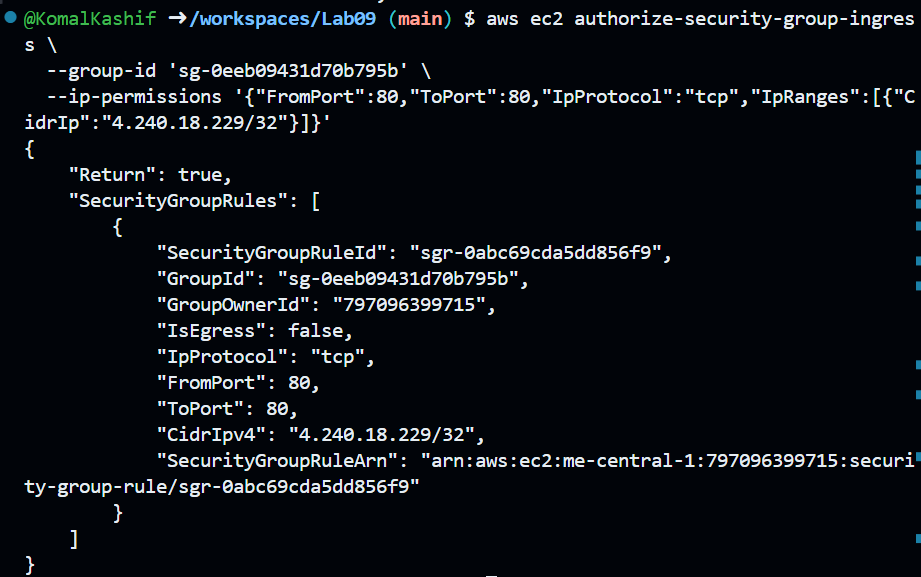 @KomalKashif →/workspaces/Lab09 (main) $ aws ec2 authorize-security-group-ingres
s \
  --group-id 'sg-0eeb09431d70b795b' \
  --ip-permissions '{"FromPort":80,"ToPort":80,"IpProtocol":"tcp","IpRanges":[{"C
idrIp":"4.240.18.229/32"}]}'
{
    "Return": true,
    "SecurityGroupRules": [
        {
            "SecurityGroupRuleId": "sgr-0abc69cda5dd856f9",
            "GroupId": "sg-0eeb09431d70b795b",
            "GroupOwnerId": "797096399715",
            "IsEgress": false,
            "IpProtocol": "tcp",
            "FromPort": 80,
            "ToPort": 80,
            "CidrIpv4": "4.240.18.229/32",
            "SecurityGroupRuleArn": "arn:aws:ec2:me-central-1:797096399715:securi
ty-group-rule/sgr-0abc69cda5dd856f9"
        }
    ]
}